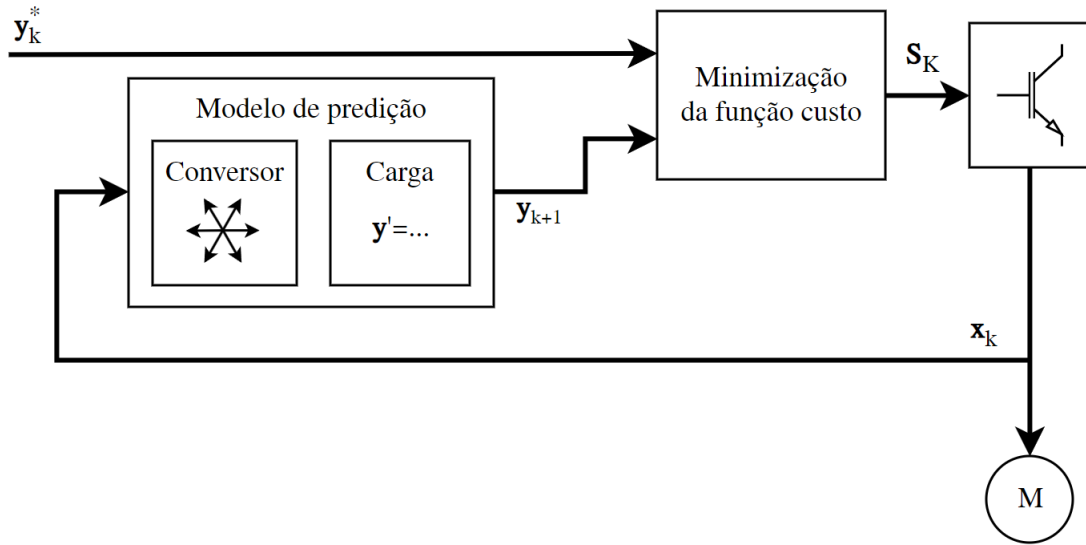 y*k
Modelo de predição
Conversor
Carga
y'=...
yk+1
Minimização
da função custo
SK
xk
M